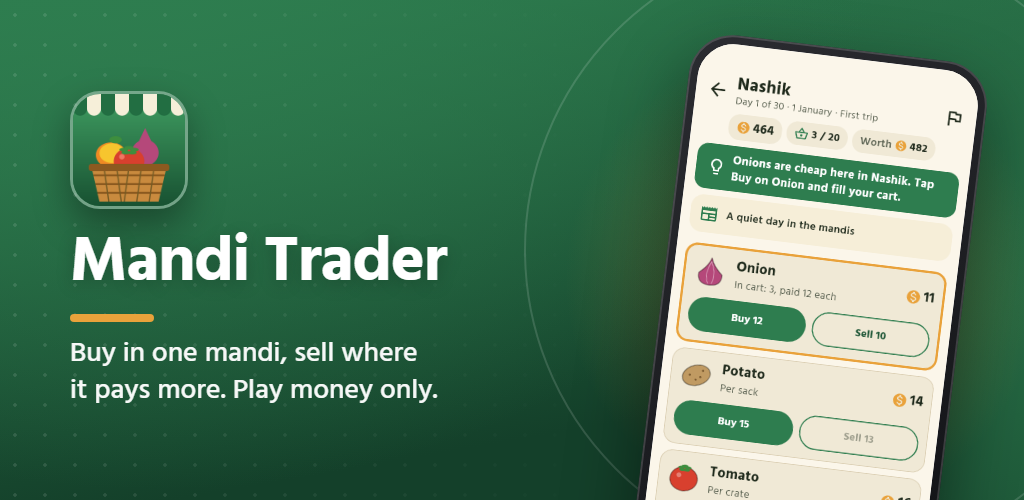 Mandi Trader
Buy in one mandi, sell where
it pays more. Play money only.
Nashik
Day 1 of 30 · 1 January · First trip
464
3 / 20
Worth 482
Onions are cheap here in Nashik. Tap
Buy on Onion and fill your cart.
A quiet day in the mandis
Onion
In cart: 3, paid 12 each
11
Buy 12
Sell 10
Potato
Per sack
14
Buy 15
Sell 13
Tomato
Per crate